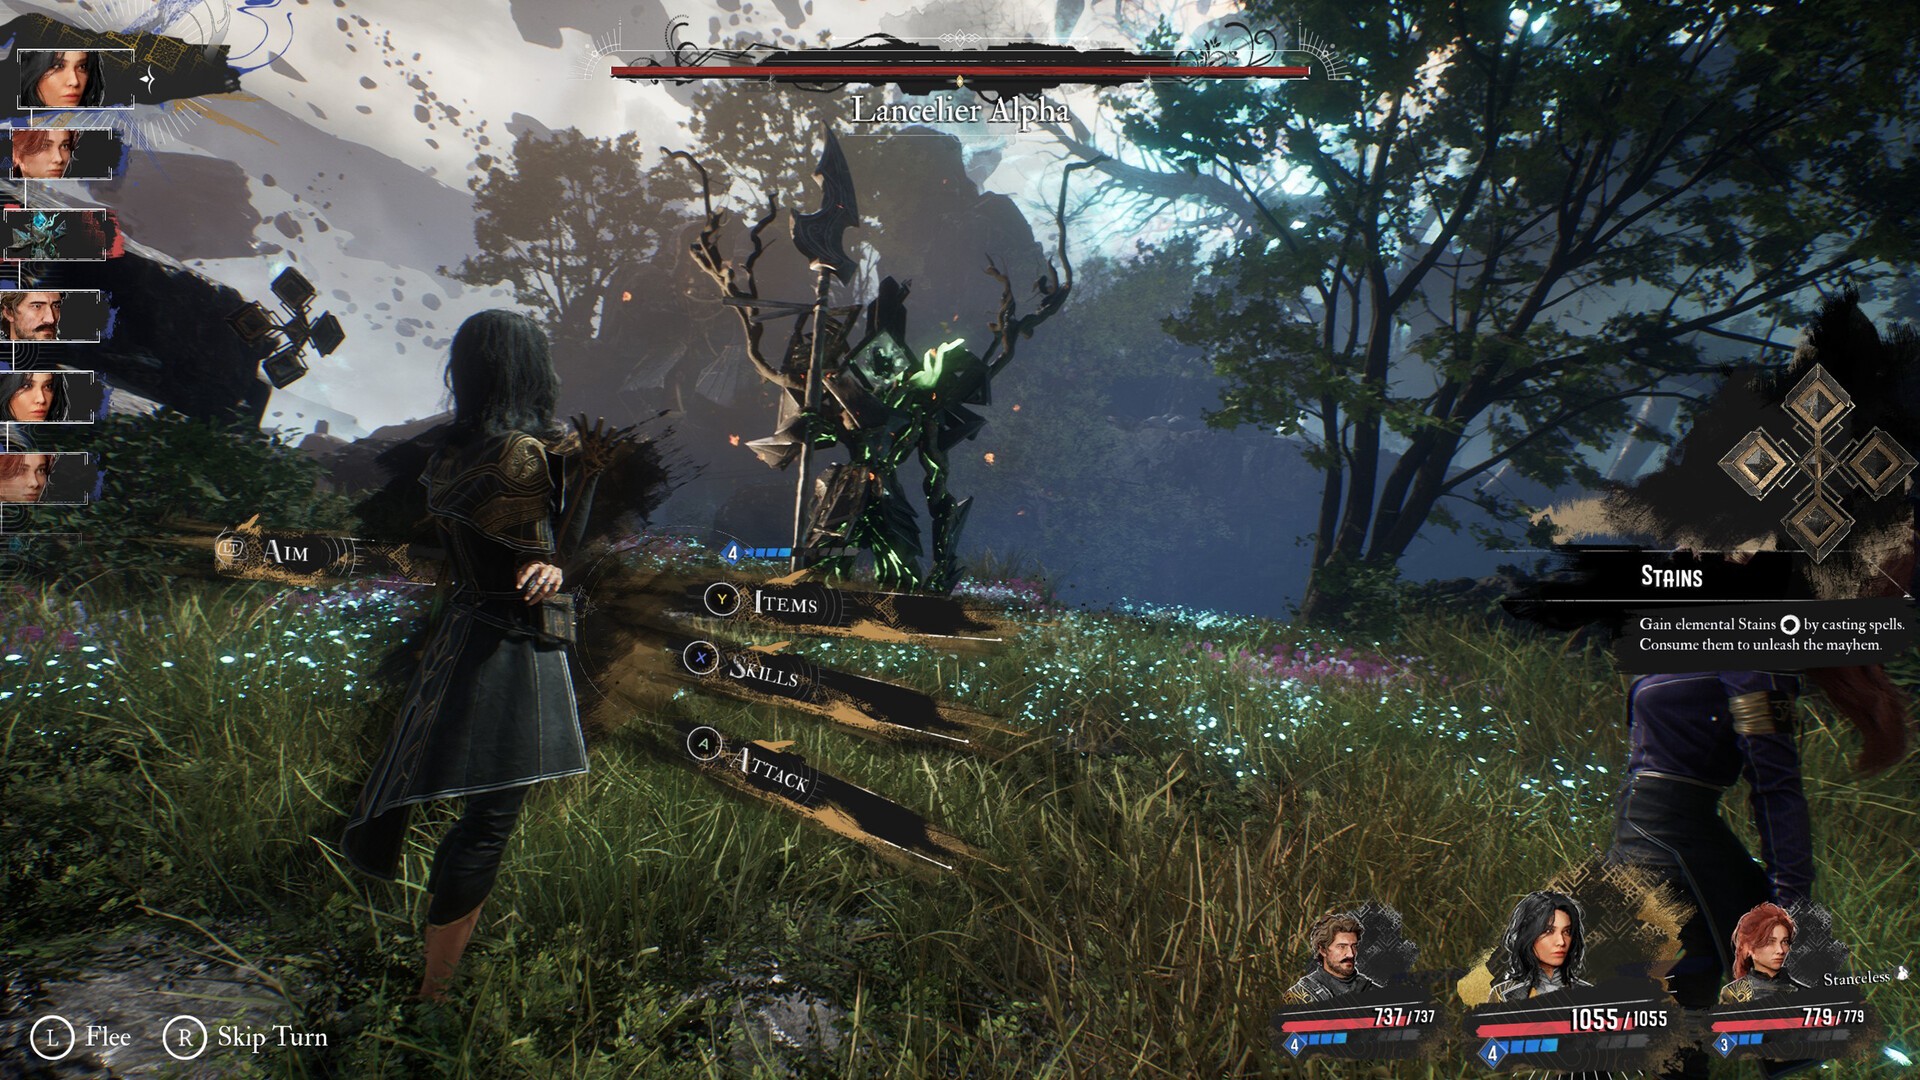 Lancelier Alpha
LT Aim
4
Y Items
X Skills
A Attack
Stains
Gain elemental Stains by casting spells.
Consume them to unleash the mayhem.
Stanceless
737/737
4
1055/1055
4
779/779
3
L Flee R Skip Turn